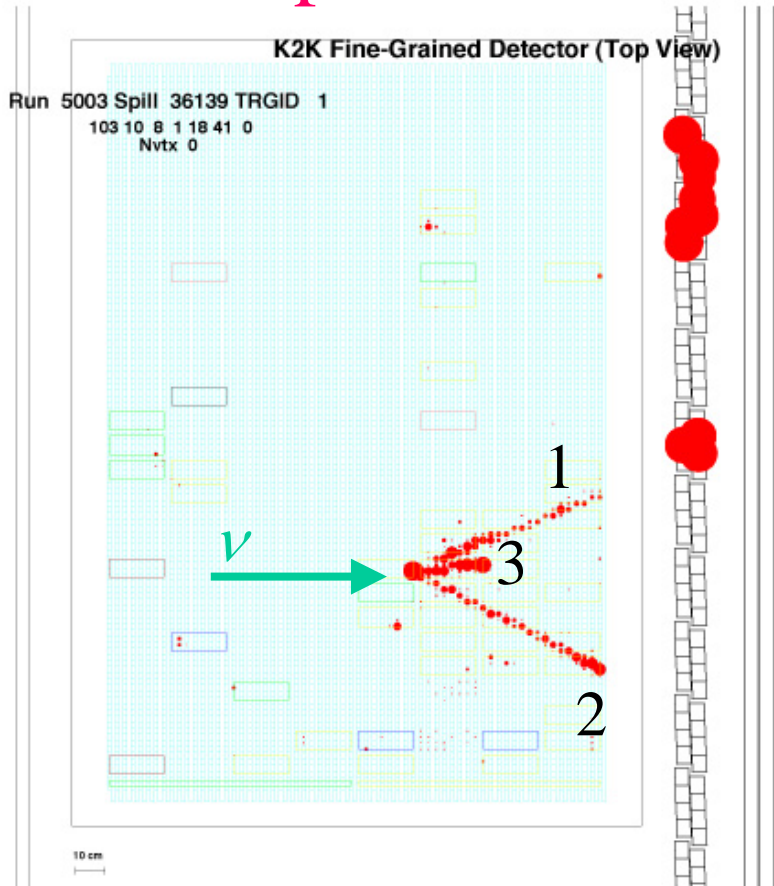 K2K Fine-Grained Detector (Top View)
Run 5003 Spill 36139 TRGID 1
103 10 8 1 18 41 0
Nvtx 0
1
ν
3
2
10 cm